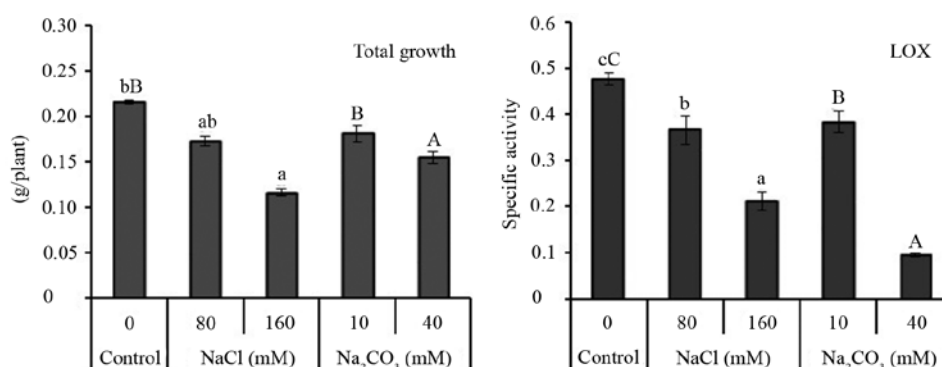 0.30
0.25
0.20
0.15
0.10
0.05
0
(g/plant)
Total growth
bB
ab
a
B
A
0
80
160
10
40
Control
NaCl (mM)
Na₂CO₃ (mM)
0.6
0.5
0.4
0.3
0.2
0.1
0
Specific activity
LOX
cC
b
a
B
A
0
80
160
10
40
Control
NaCl (mM)
Na₂CO₃ (mM)